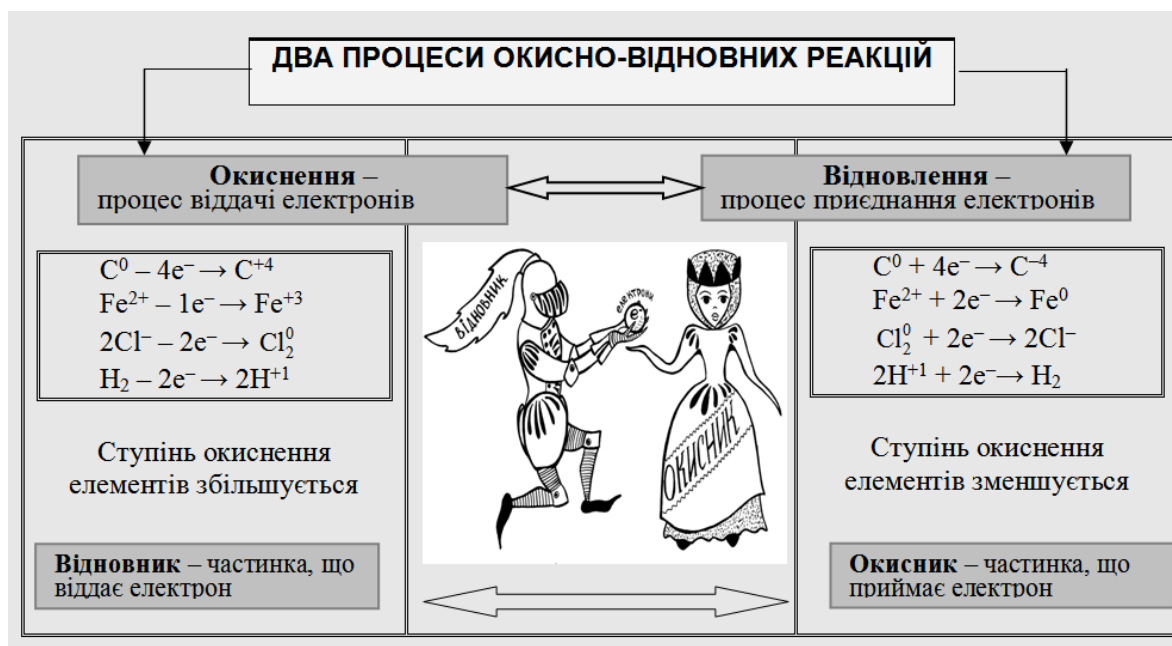 ДВА ПРОЦЕСИ ОКИСНО-ВІДНОВНИХ РЕАКЦІЙ
Окиснення –
процес віддачі електронів
C⁰ – 4e⁻ → C⁺⁴
Fe²⁺ – 1e⁻ → Fe⁺³
2Cl⁻ – 2e⁻ → Cl₂⁰
H₂ – 2e⁻ → 2H⁺¹
Ступінь окиснення
елементів збільшується
Відновник – частинка, що
віддає електрон
ВІДНОВНИК
електрони
e⁻
ОКИСНИК
Відновлення –
процес приєднання електронів
C⁰ + 4e⁻ → C⁻⁴
Fe²⁺ + 2e⁻ → Fe⁰
Cl₂⁰ + 2e⁻ → 2Cl⁻
2H⁺¹ + 2e⁻ → H₂
Ступінь окиснення
елементів зменшується
Окисник – частинка, що
приймає електрон